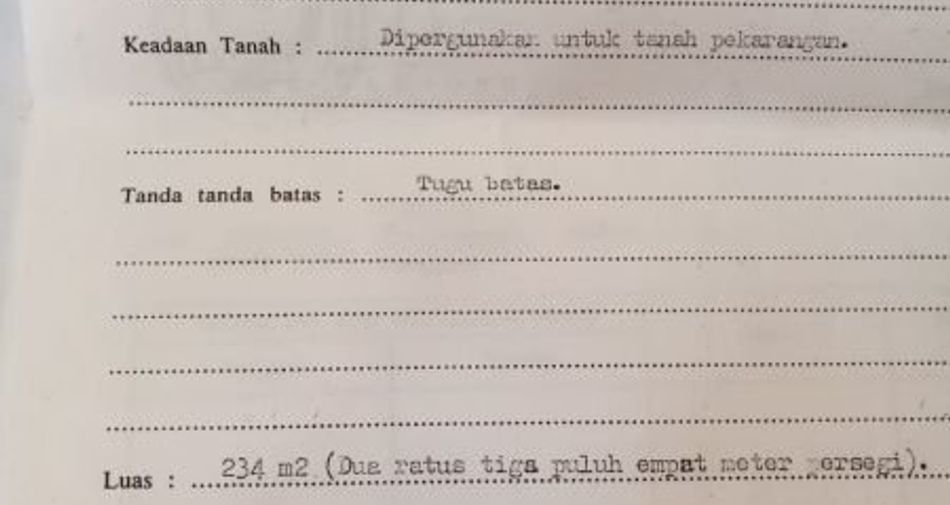 Keadaan Tanah : Dipergunakan untuk tanah pekarangan.
Tanda tanda batas : Tugu batas.
Luas : 234 m2 (Dua ratus tiga puluh empat meter persegi).